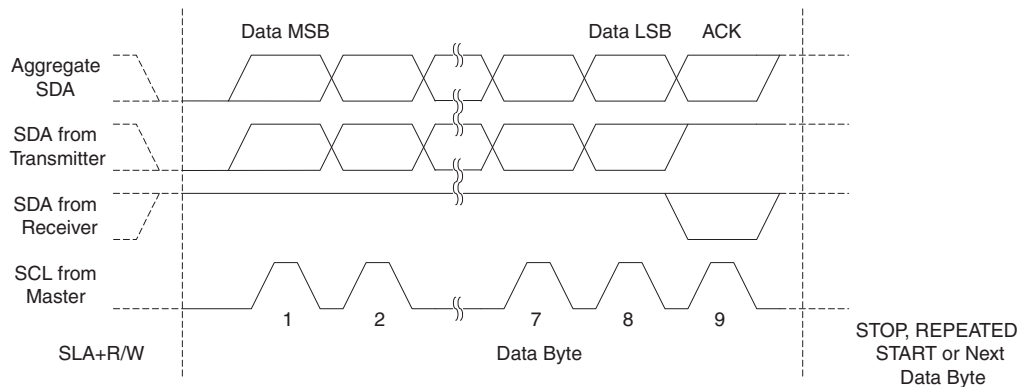 Data MSB
Data LSB
ACK
Aggregate
SDA
SDA from
Transmitter
SDA from
Receiver
SCL from
Master
1
2
7
8
9
SLA+R/W
Data Byte
STOP, REPEATED
START or Next
Data Byte